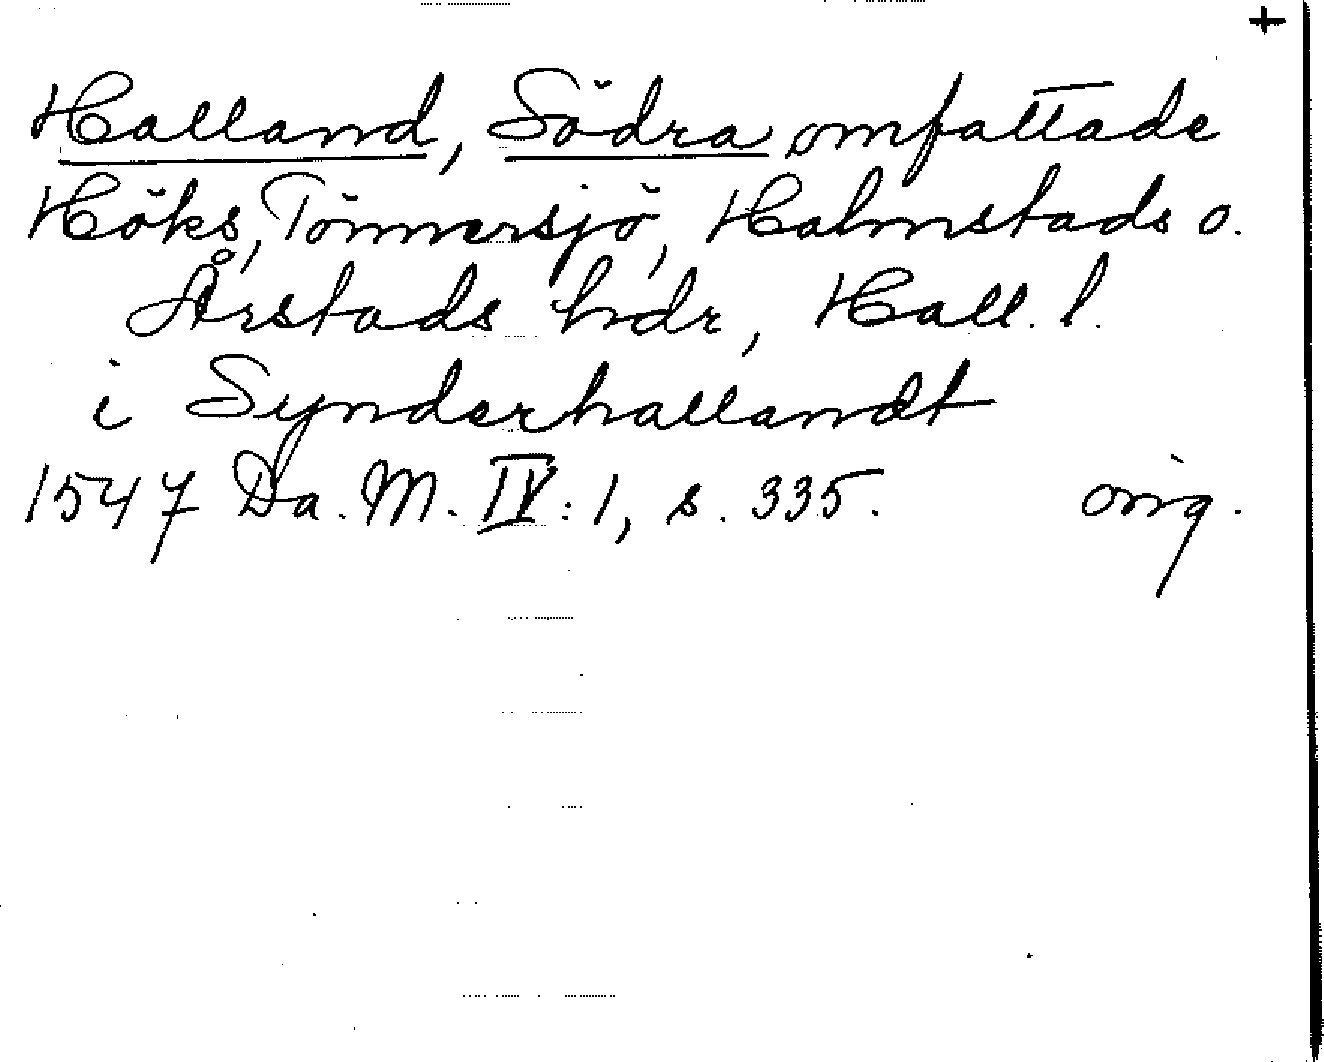 +
Halland, Södra omfattade
Höks, Tönnersjö, Halmstads o.
Årstads hdr, Hall. l.
i Synderhallandt
1547 Da. M. IV: 1, s. 335. orig.